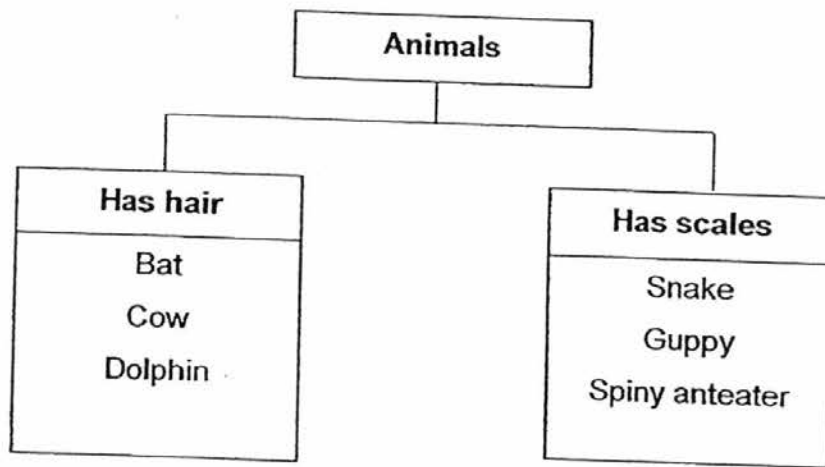 Animals
Has hair
Bat
Cow
Dolphin
Has scales
Snake
Guppy
Spiny anteater